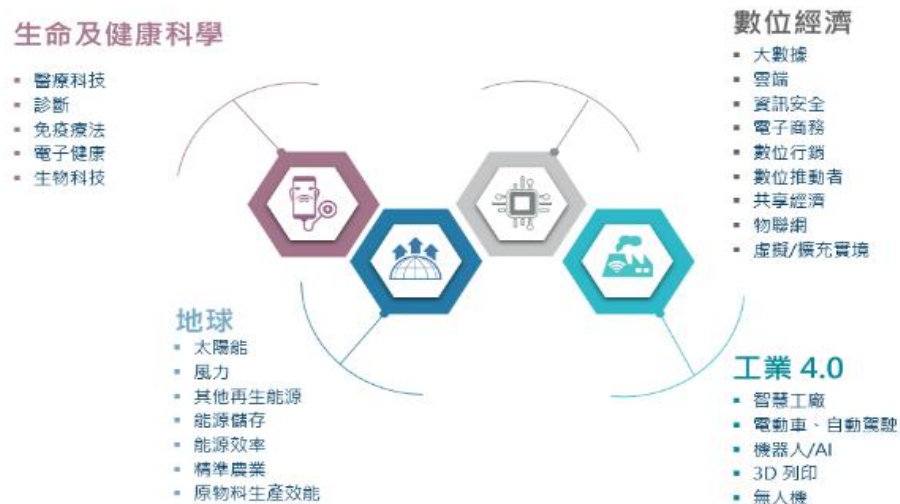 生命及健康科學
▪ 醫療科技
▪ 診斷
▪ 免疫療法
▪ 電子健康
▪ 生物科技
數位經濟
▪ 大數據
▪ 雲端
▪ 資訊安全
▪ 電子商務
▪ 數位行銷
▪ 數位推動者
▪ 共享經濟
▪ 物聯網
▪ 虛擬/擴充實境
地球
▪ 太陽能
▪ 風力
▪ 其他再生能源
▪ 能源儲存
▪ 能源效率
▪ 精準農業
▪ 原物料生產效能
工業 4.0
▪ 智慧工廠
▪ 電動車、自動駕駛
▪ 機器人/AI
▪ 3D 列印
▪ 無人機